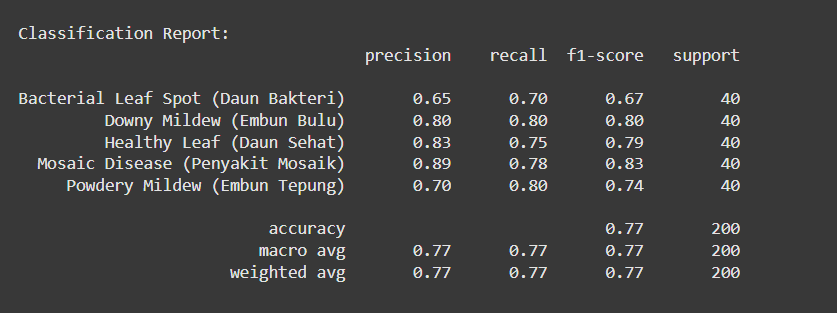 Classification Report:
precision recall f1-score support
Bacterial Leaf Spot (Daun Bakteri) 0.65 0.70 0.67 40
Downy Mildew (Embun Bulu) 0.80 0.80 0.80 40
Healthy Leaf (Daun Sehat) 0.83 0.75 0.79 40
Mosaic Disease (Penyakit Mosaik) 0.89 0.78 0.83 40
Powdery Mildew (Embun Tepung) 0.70 0.80 0.74 40
accuracy 0.77 200
macro avg 0.77 0.77 0.77 200
weighted avg 0.77 0.77 0.77 200